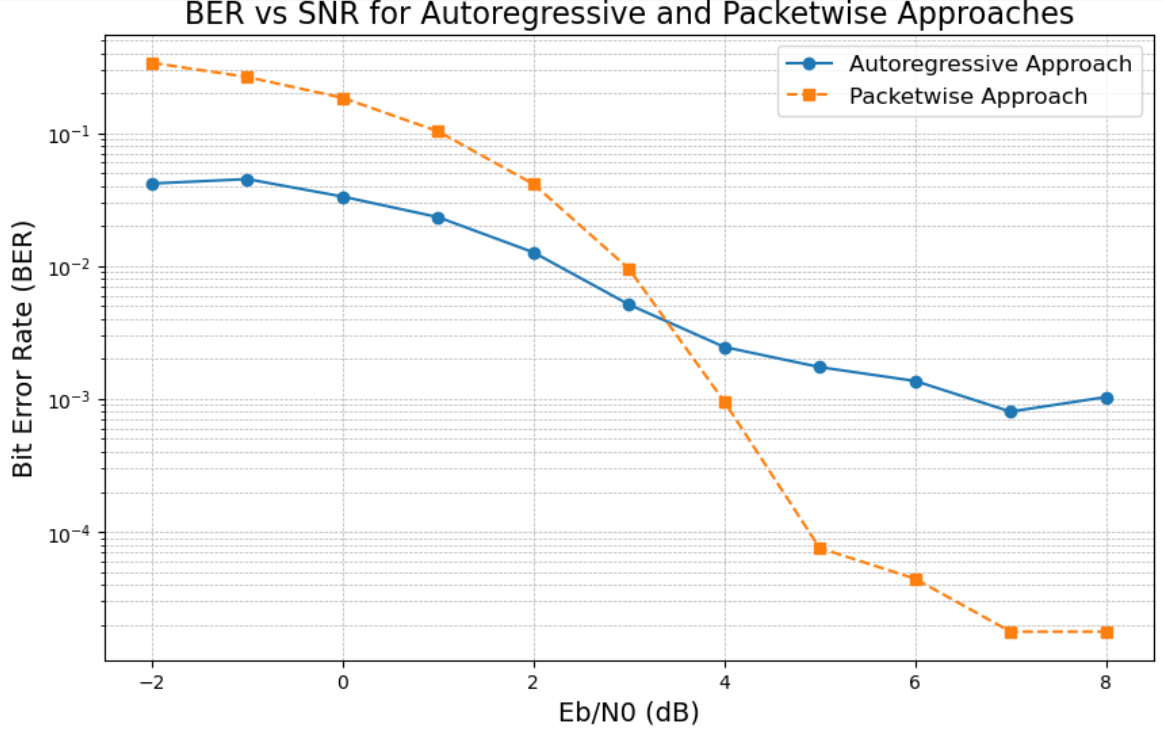 BER vs SNR for Autoregressive and Packetwise Approaches
Autoregressive Approach
Packetwise Approach
Bit Error Rate (BER)
10⁻¹
10⁻²
10⁻³
10⁻⁴
−2 0 2 4 6 8
Eb/N0 (dB)